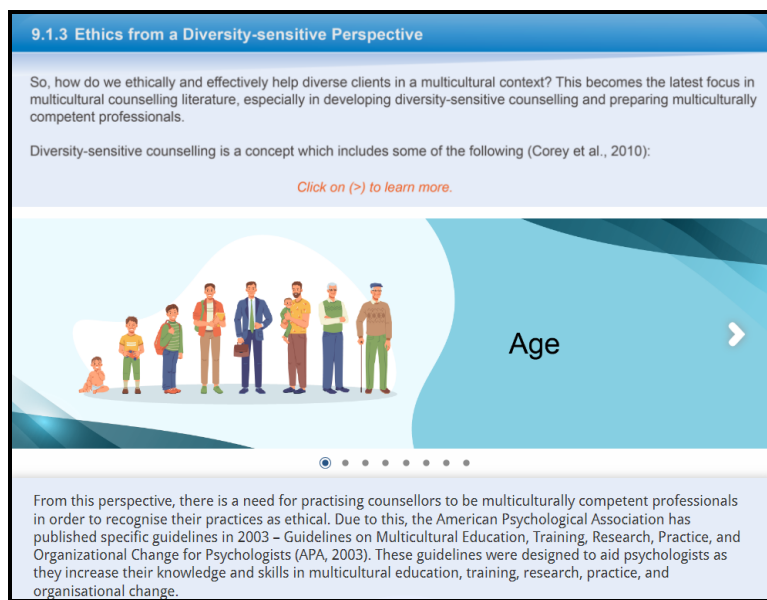 9.1.3 Ethics from a Diversity-sensitive Perspective
So, how do we ethically and effectively help diverse clients in a multicultural context? This becomes the latest focus in
multicultural counselling literature, especially in developing diversity-sensitive counselling and preparing multiculturally
competent professionals.
Diversity-sensitive counselling is a concept which includes some of the following (Corey et al., 2010):
Click on (>) to learn more.
Age
From this perspective, there is a need for practising counsellors to be multiculturally competent professionals
in order to recognise their practices as ethical. Due to this, the American Psychological Association has
published specific guidelines in 2003 – Guidelines on Multicultural Education, Training, Research, Practice, and
Organizational Change for Psychologists (APA, 2003). These guidelines were designed to aid psychologists as
they increase their knowledge and skills in multicultural education, training, research, practice, and
organisational change.